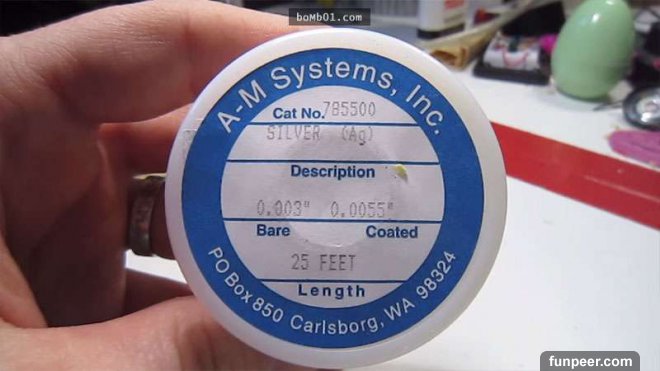 boMb01.com
A-M Systems, Inc.
Cat No. 785500
SILVER (Ag)
Description
0.003" 0.0055"
Bare Coated
25 FEET
Length
PO Box 850 Carlsborg, WA 98324
funpeer.com